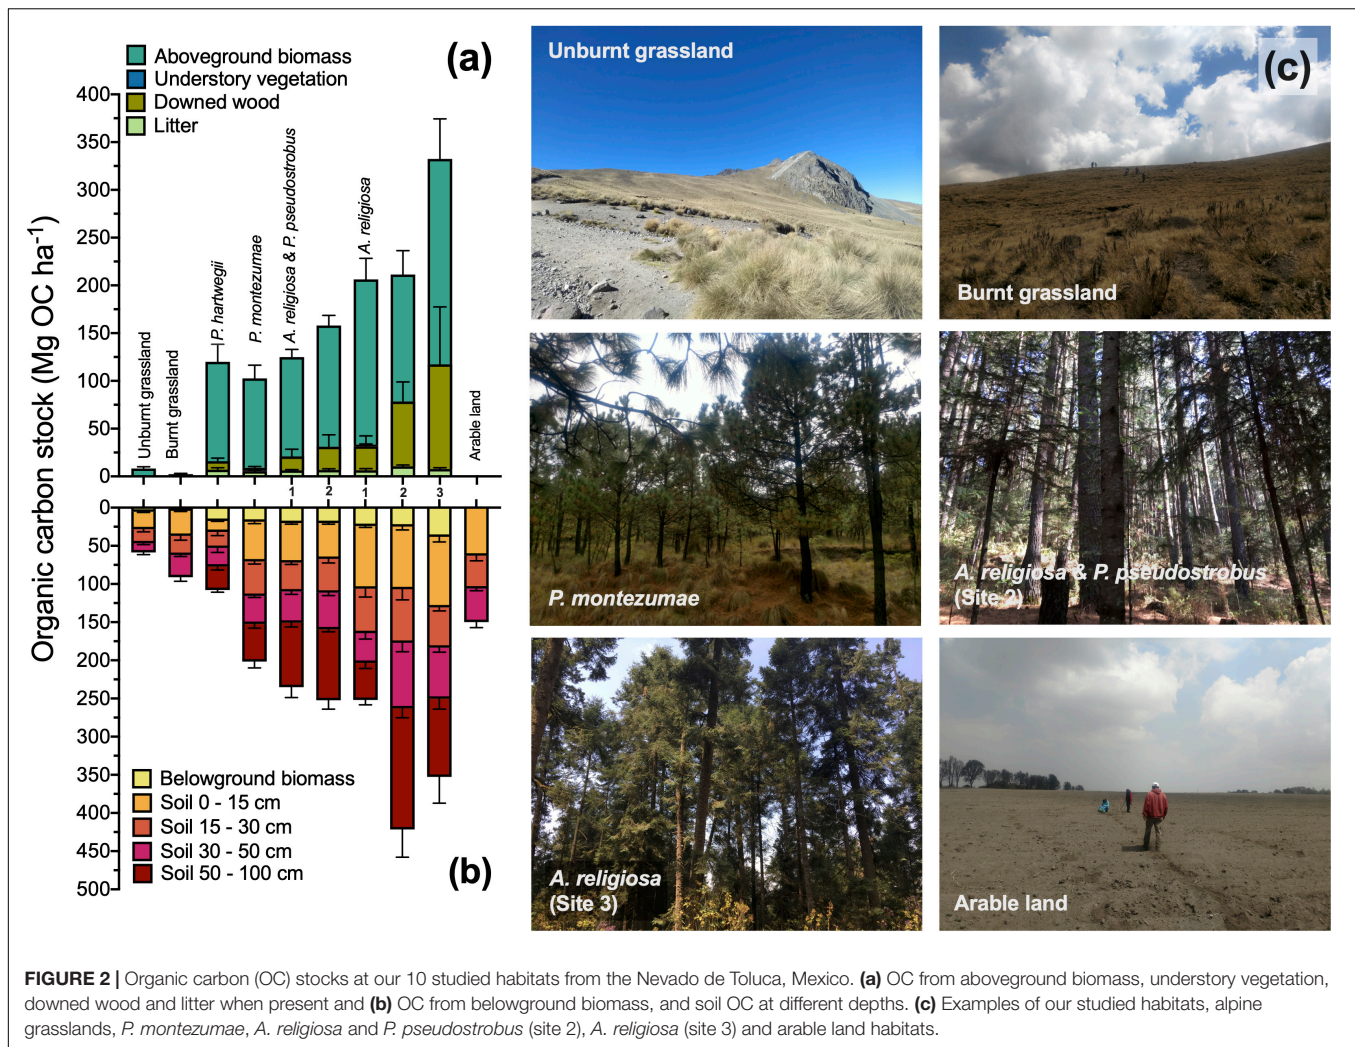 Aboveground biomass
Understory vegetation
Downed wood
Litter
(a)
Organic carbon stock (Mg OC ha-1)
400
350
300
250
200
150
100
50
0
Unburnt grassland
Burnt grassland
P. hartwegii
P. montezumae
A. religiosa & P. pseudostrobus
A. religiosa
Arable land
1 2 1 2 3
0
50
100
150
200
250
300
350
400
450
500
Belowground biomass
Soil 0 - 15 cm
Soil 15 - 30 cm
Soil 30 - 50 cm
Soil 50 - 100 cm
(b)
Unburnt grassland
(c)
Burnt grassland
P. montezumae
A. religiosa & P. pseudostrobus
(Site 2)
A. religiosa
(Site 3)
Arable land
FIGURE 2 | Organic carbon (OC) stocks at our 10 studied habitats from the Nevado de Toluca, Mexico. (a) OC from aboveground biomass, understory vegetation,
downed wood and litter when present and (b) OC from belowground biomass, and soil OC at different depths. (c) Examples of our studied habitats, alpine
grasslands, P. montezumae, A. religiosa and P. pseudostrobus (site 2), A. religiosa (site 3) and arable land habitats.